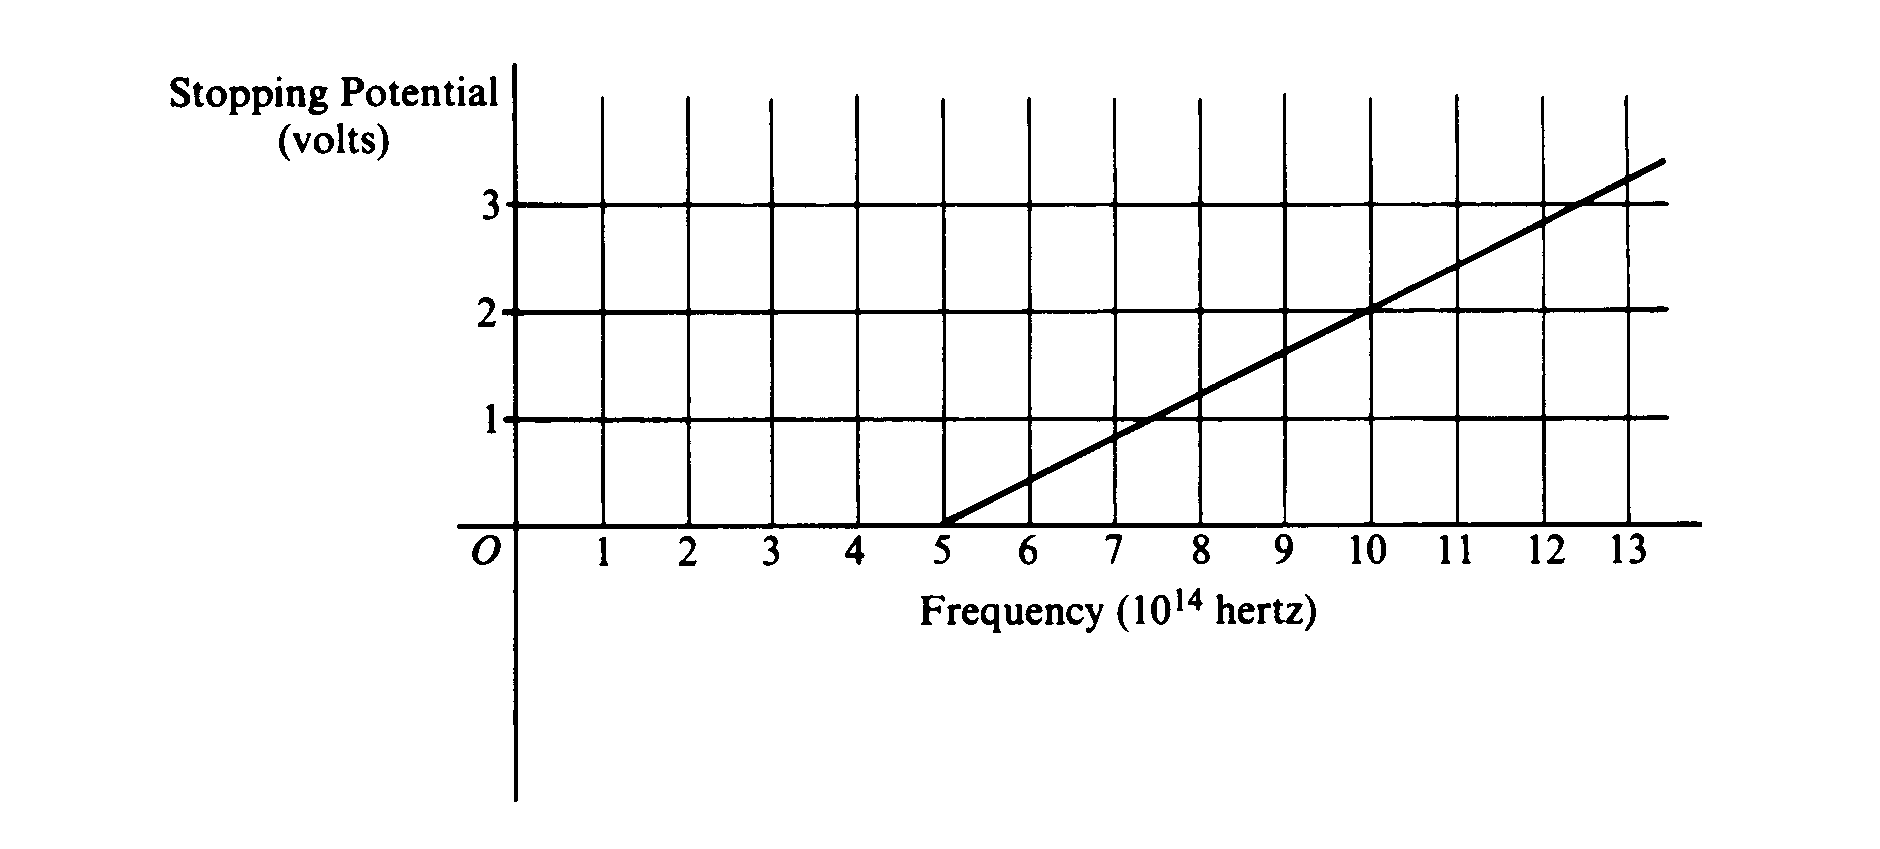 Stopping Potential
(volts)
3
2
1
O 1 2 3 4 5 6 7 8 9 10 11 12 13
Frequency (10¹⁴ hertz)